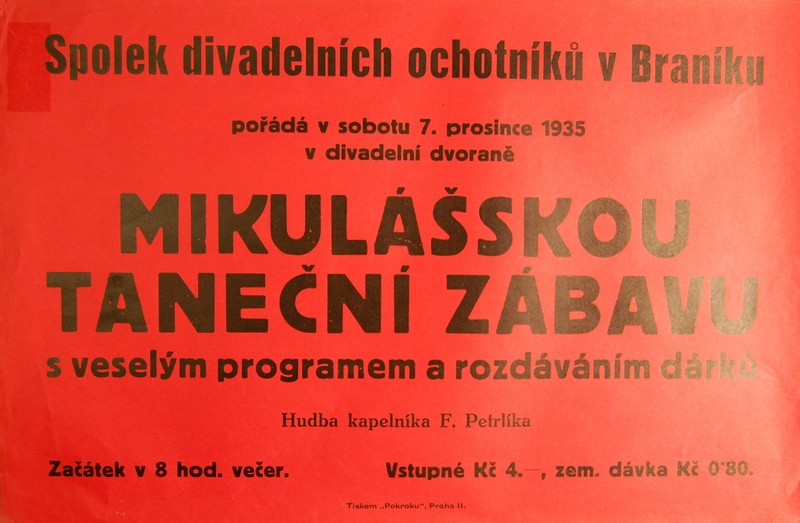 Spolek divadelních ochotníků v Braníku
pořádá v sobotu 7. prosince 1935
v divadelní dvoraně
MIKULÁŠSKOU
TANEČNÍ ZÁBAVU
s veselým programem a rozdáváním dárků
Hudba kapelníka F. Petrlíka
Začátek v 8 hod. večer. Vstupné Kč 4.—, zem. dávka Kč 0·80.
Tiskem „Pokroku", Praha II.